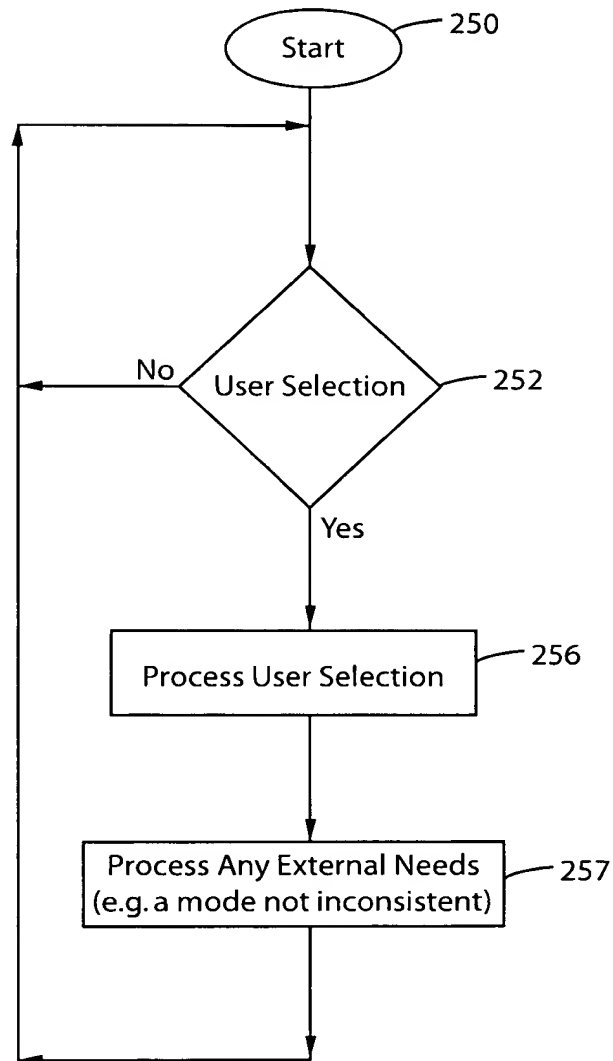 Start
250
User Selection
252
No
Yes
Process User Selection
256
Process Any External Needs
(e.g. a mode not inconsistent)
257